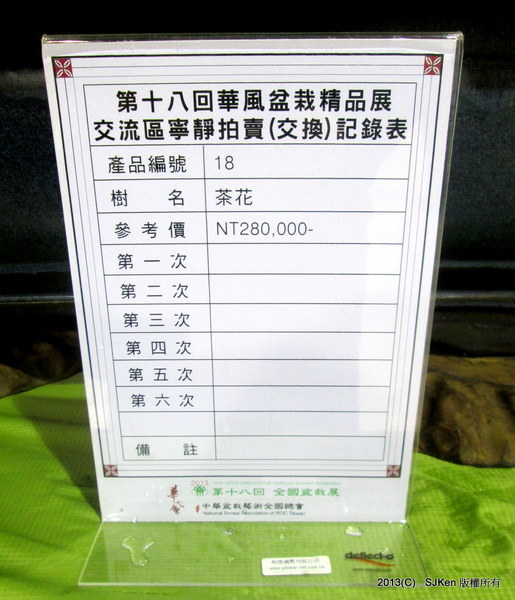 第十八回華風盆栽精品展
交流區寧靜拍賣(交換)記錄表
產品編號 18
樹 名 茶花
參考價 NT280,000-
第一次
第二次
第三次
第四次
第五次
第六次
備 註
2013
華風
第十八回 全國盆栽展
中華盆栽藝術全國總會
National Bonsai Association of ROC Taiwan
deflect-o
2013(C) SJKen 版權所有